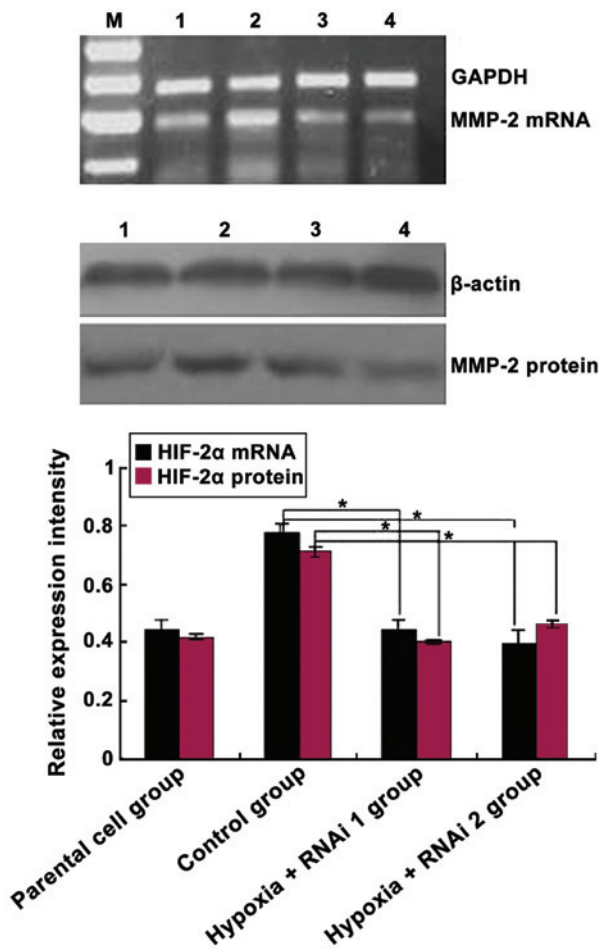 M 1 2 3 4
GAPDH
MMP-2 mRNA
1 2 3 4
β-actin
MMP-2 protein
HIF-2α mRNA
HIF-2α protein
Relative expression intensity
1
0.8
0.6
0.4
0.2
0
*
*
*
*
Parental cell group
Control group
Hypoxia + RNAi 1 group
Hypoxia + RNAi 2 group